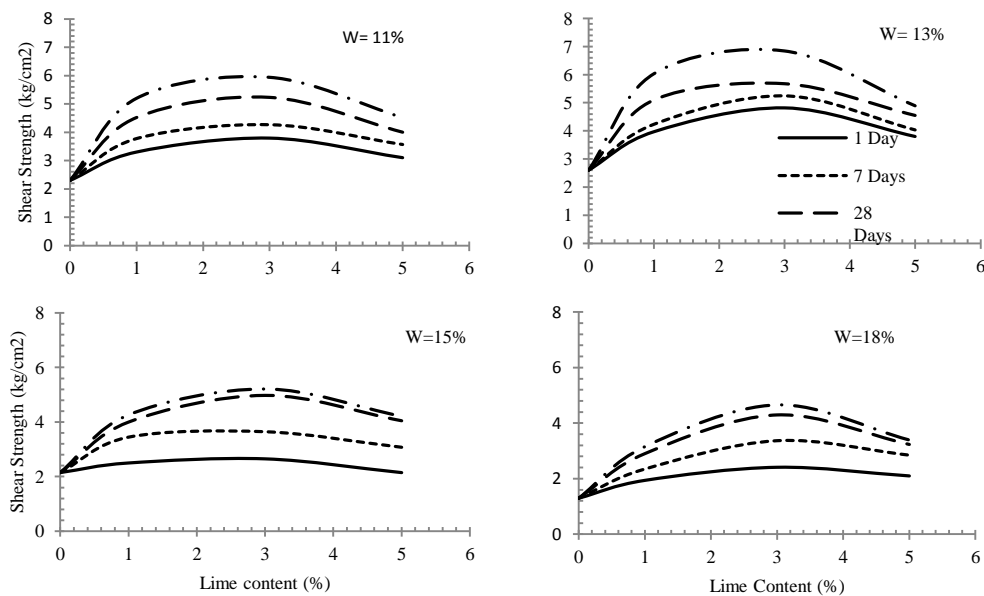 8
7
6
5
4
3
2
1
0
0 1 2 3 4 5 6
Shear Strength (kg/cm2)
W= 11%
8
7
6
5
4
3
2
1
0
0 1 2 3 4 5 6
W= 13%
1 Day
7 Days
28
Days
8
6
4
2
0
0 1 2 3 4 5 6
Shear Strength (kg/cm2)
Lime content (%)
W=15%
8
6
4
2
0
0 1 2 3 4 5 6
Lime Content (%)
W=18%